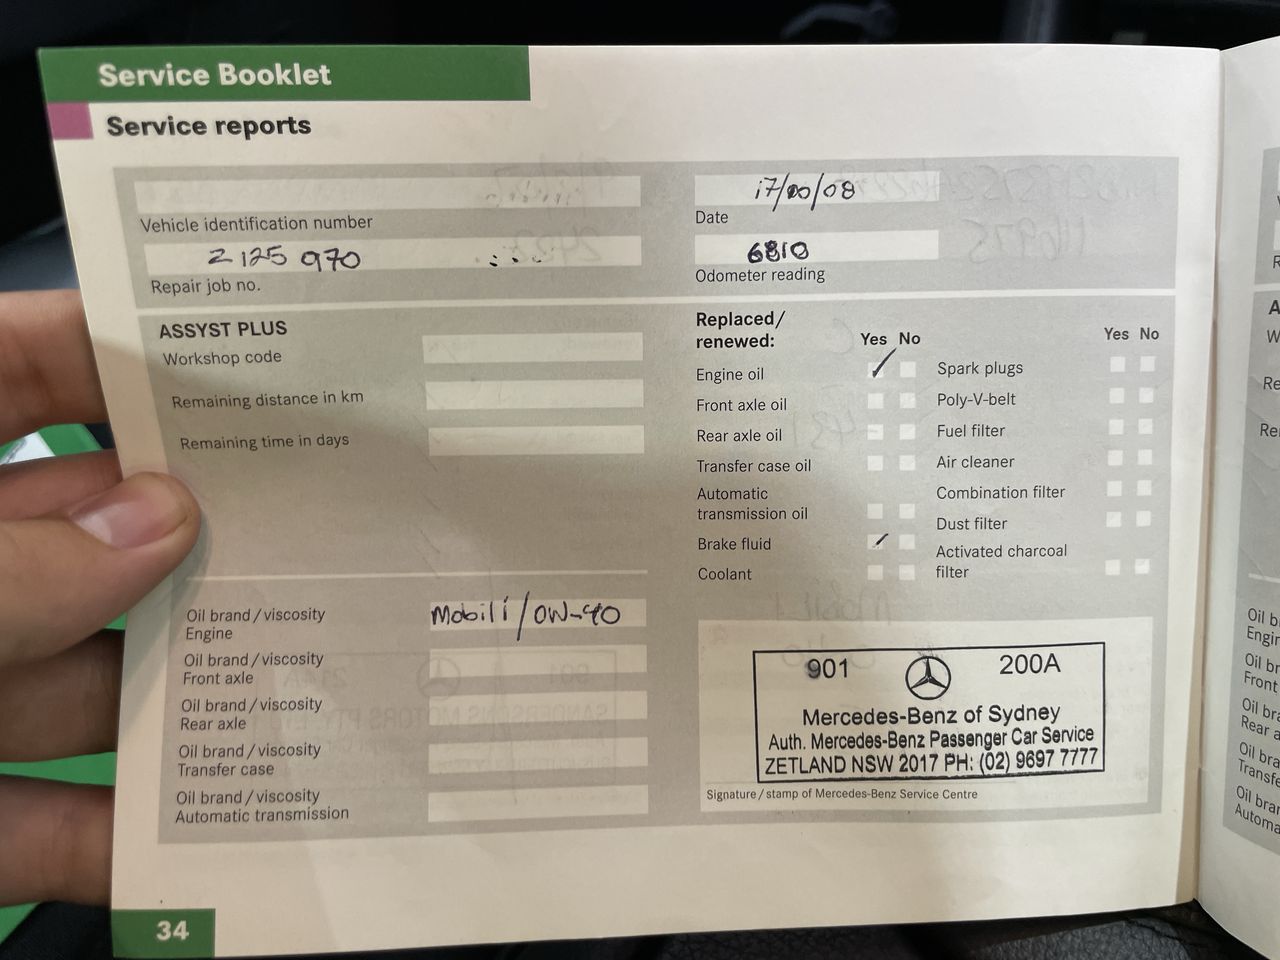 Service Booklet
Service reports
Vehicle identification number
Date
2125 970
6810
Repair job no.
Odometer reading
ASSYST PLUS
Workshop code
Remaining distance in km
Remaining time in days
Replaced/
renewed:
Yes No
Yes No
Engine oil
Spark plugs
Front axle oil
Poly-V-belt
Rear axle oil
Fuel filter
Transfer case oil
Air cleaner
Automatic
transmission oil
Combination filter
Dust filter
Brake fluid
Activated charcoal
filter
Coolant
Oil brand / viscosity
Engine
Mobil 1 / 0W-40
Oil brand / viscosity
Front axle
Oil brand / viscosity
Rear axle
Oil brand / viscosity
Transfer case
Oil brand / viscosity
Automatic transmission
901 200A
Mercedes-Benz of Sydney
Auth. Mercedes-Benz Passenger Car Service
ZETLAND NSW 2017 PH: (02) 9697 7777
Signature / stamp of Mercedes-Benz Service Centre
34